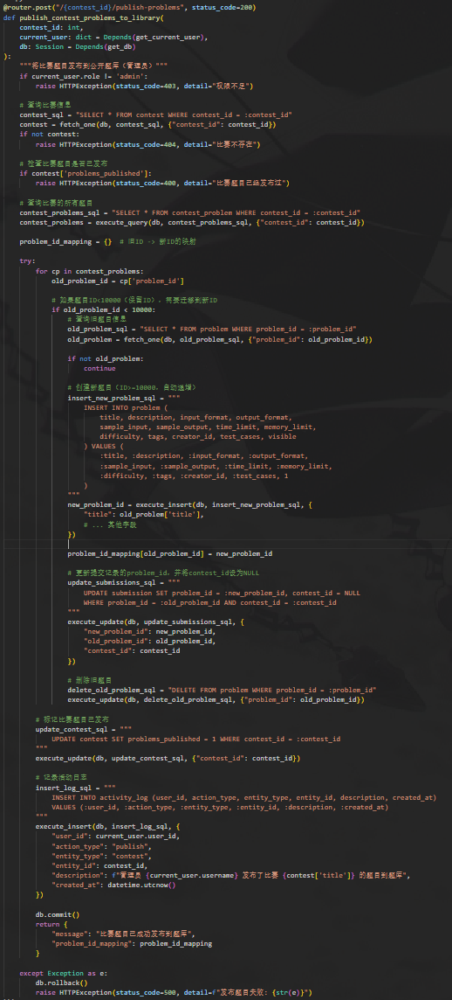 @router.post("/{contest_id}/publish-problems", status_code=200)
def publish_contest_problems_to_library(
    contest_id: int,
    current_user: dict = Depends(get_current_user),
    db: Session = Depends(get_db)
):
    """将比赛题目发布到公开题库（管理员）"""
    if current_user.role != 'admin':
        raise HTTPException(status_code=403, detail="权限不足")
    # 查询比赛信息
    contest_sql = "SELECT * FROM contest WHERE contest_id = :contest_id"
    contest = fetch_one(db, contest_sql, {"contest_id": contest_id})
    if not contest:
        raise HTTPException(status_code=404, detail="比赛不存在")
    # 检查比赛题目是否已发布
    if contest['problems_published']:
        raise HTTPException(status_code=400, detail="比赛题目已经发布过")
    # 查询比赛的所有题目
    contest_problems_sql = "SELECT * FROM contest_problem WHERE contest_id = :contest_id"
    contest_problems = execute_query(db, contest_problems_sql, {"contest_id": contest_id})
    problem_id_mapping = {}  # 旧ID -> 新ID的映射
    try:
        for cp in contest_problems:
            old_problem_id = cp['problem_id']
            # 如果题目ID<10000（保留ID），需要迁移到新ID
            if old_problem_id < 10000:
                # 查询旧题目信息
                old_problem_sql = "SELECT * FROM problem WHERE problem_id = :problem_id"
                old_problem = fetch_one(db, old_problem_sql, {"problem_id": old_problem_id})
                if not old_problem:
                    continue
                # 创建新题目（ID>=10000，自动递增）
                insert_new_problem_sql = """
                    INSERT INTO problem (
                        title, description, input_format, output_format,
                        sample_input, sample_output, time_limit, memory_limit,
                        difficulty, tags, creator_id, test_cases, visible
                    ) VALUES (
                        :title, :description, :input_format, :output_format,
                        :sample_input, :sample_output, :time_limit, :memory_limit,
                        :difficulty, :tags, :creator_id, :test_cases, 1
                    )
                """
                new_problem_id = execute_insert(db, insert_new_problem_sql, {
                    "title": old_problem['title'],
                    # ... 其他字段
                })
                problem_id_mapping[old_problem_id] = new_problem_id
                # 更新提交记录的problem_id，并将contest_id设为NULL
                update_submissions_sql = """
                    UPDATE submission SET problem_id = :new_problem_id, contest_id = NULL
                    WHERE problem_id = :old_problem_id AND contest_id = :contest_id
                """
                execute_update(db, update_submissions_sql, {
                    "new_problem_id": new_problem_id,
                    "old_problem_id": old_problem_id,
                    "contest_id": contest_id
                })
                # 删除旧题目
                delete_old_problem_sql = "DELETE FROM problem WHERE problem_id = :problem_id"
                execute_update(db, delete_old_problem_sql, {"problem_id": old_problem_id})
        # 标记比赛题目已发布
        update_contest_sql = """
            UPDATE contest SET problems_published = 1 WHERE contest_id = :contest_id
        """
        execute_update(db, update_contest_sql, {"contest_id": contest_id})
        # 记录活动日志
        insert_log_sql = """
            INSERT INTO activity_log (user_id, action_type, entity_type, entity_id, description, created_at)
            VALUES (:user_id, :action_type, :entity_type, :entity_id, :description, :created_at)
        """
        execute_insert(db, insert_log_sql, {
            "user_id": current_user.user_id,
            "action_type": "publish",
            "entity_type": "contest",
            "entity_id": contest_id,
            "description": f"管理员 {current_user.username} 发布了比赛 {contest['title']} 的题目到题库",
            "created_at": datetime.utcnow()
        })
        db.commit()
        return {
            "message": "比赛题目已成功发布到题库",
            "problem_id_mapping": problem_id_mapping
        }
    except Exception as e:
        db.rollback()
        raise HTTPException(status_code=500, detail=f"发布题目失败: {str(e)}")